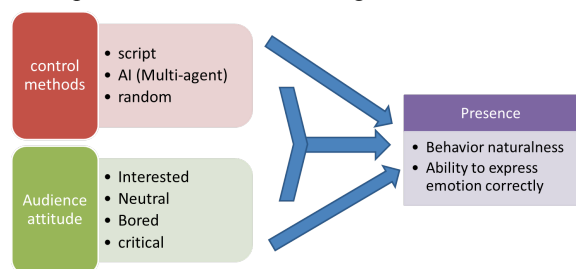 control
methods
• script
• AI (Multi-agent)
• random
Audience
attitude
• Interested
• Neutral
• Bored
• critical
Presence
• Behavior naturalness
• Ability to express
emotion correctly